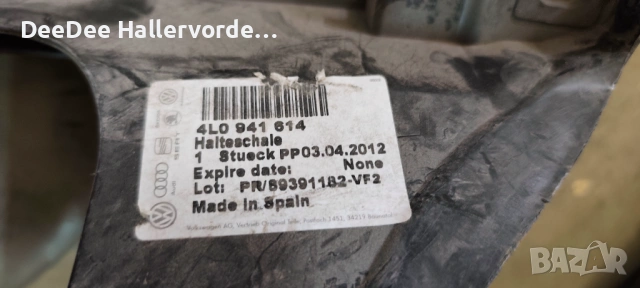 DeeDee Hallervorde...
4L0 941 614
Halteschale
1 Stueck PP03.04.2012
Expire date: None
Lot: PR/89391182-VF2
Made in Spain
BAZAR